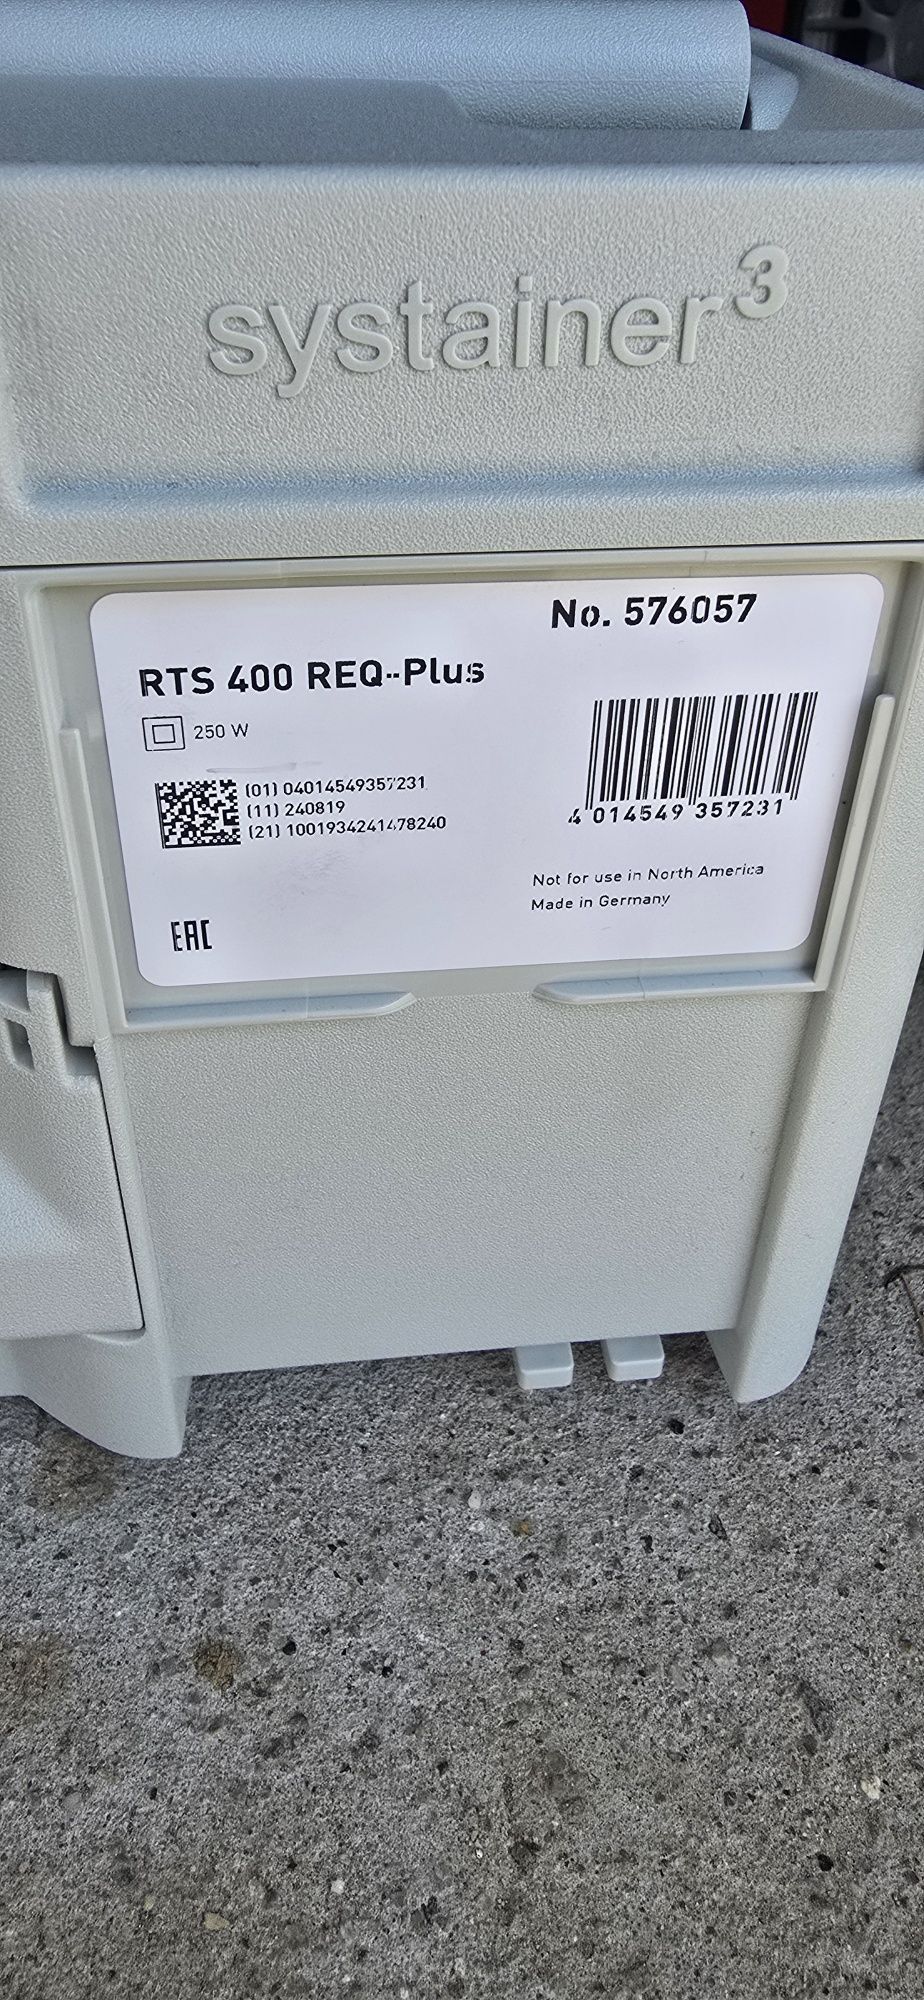 systainer³
No. 576057
RTS 400 REQ-Plus
250 W
(01) 04014549357231
(11) 240819
(21) 1001934241478240
4 014549 357231
Not for use in North America
Made in Germany
EAC